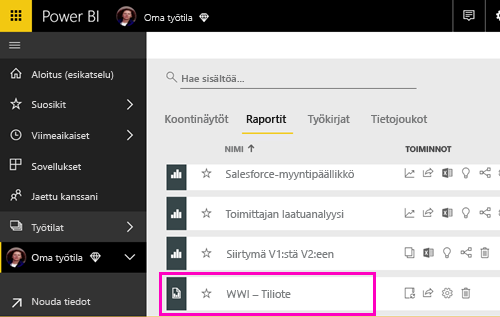 Power BI Oma työtila
Aloitus (esikatselu)
Suosikit
Viimeaikaiset
Sovellukset
Jaettu kanssani
Työtilat
Oma työtila
Nouda tiedot
Hae sisältöä...
Koontinäytöt Raportit Työkirjat Tietojoukot
NIMI TOIMINNOT
Salesforce-myyntipäällikkö
Toimittajan laatuanalyysi
Siirtymä V1:stä V2:een
WWI – Tiliote